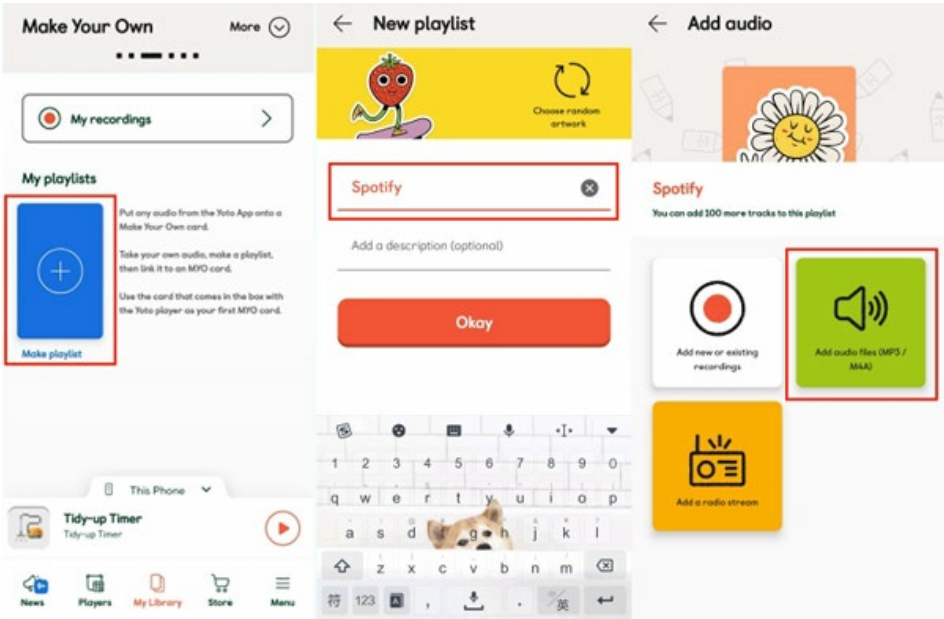 Make Your Own
More
My recordings
My playlists
Put any audio from the Yoto App onto a
Make Your Own card.
Take your own audio, make a playlist,
then link it to an MYO card.
Use the card that comes in the box with
the Yoto player as your first MYO card.
Make playlist
This Phone
Tidy-up Timer
Tidy-up Timer
News
Players
My Library
Store
Menu
New playlist
Choose random
artwork
Spotify
Add a description (optional)
Okay
1 2 3 4 5 6 7 8 9 0
q w e r t y u i o p
a s d f g h j k l
z x c v b n m
符 123 , . 英
Add audio
Spotify
You can add 100 more tracks to this playlist
Add new or existing
recordings
Add audio files (MP3 /
M4A)
Add a radio stream